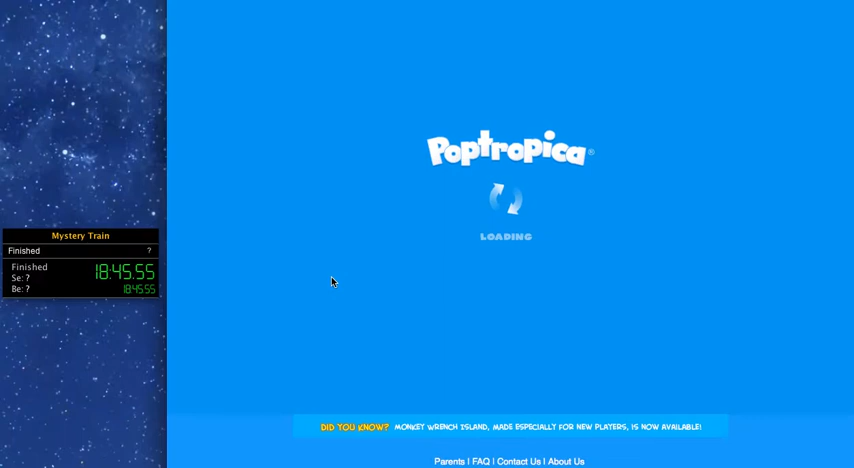 Poptropica®
LOADING
Mystery Train
Finished ?
Finished 18:45.55
Se: ?
Be: ? 18:45.55
DID YOU KNOW? MONKEY WRENCH ISLAND, MADE ESPECIALLY FOR NEW PLAYERS, IS NOW AVAILABLE!
Parents | FAQ | Contact Us | About Us